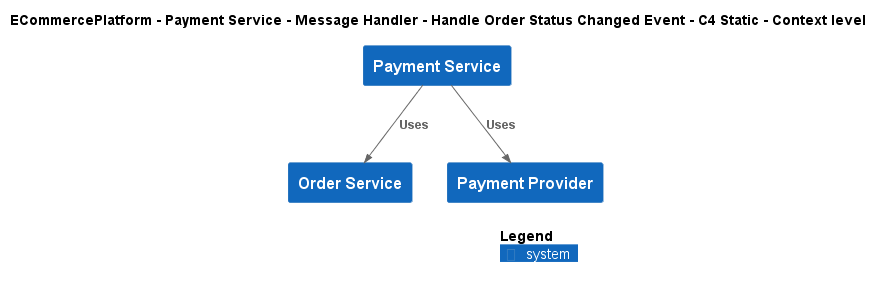 ECommercePlatform - Payment Service - Message Handler - Handle Order Status Changed Event - C4 Static - Context level
Payment Service
Uses
Uses
Order Service
Payment Provider
Legend
system